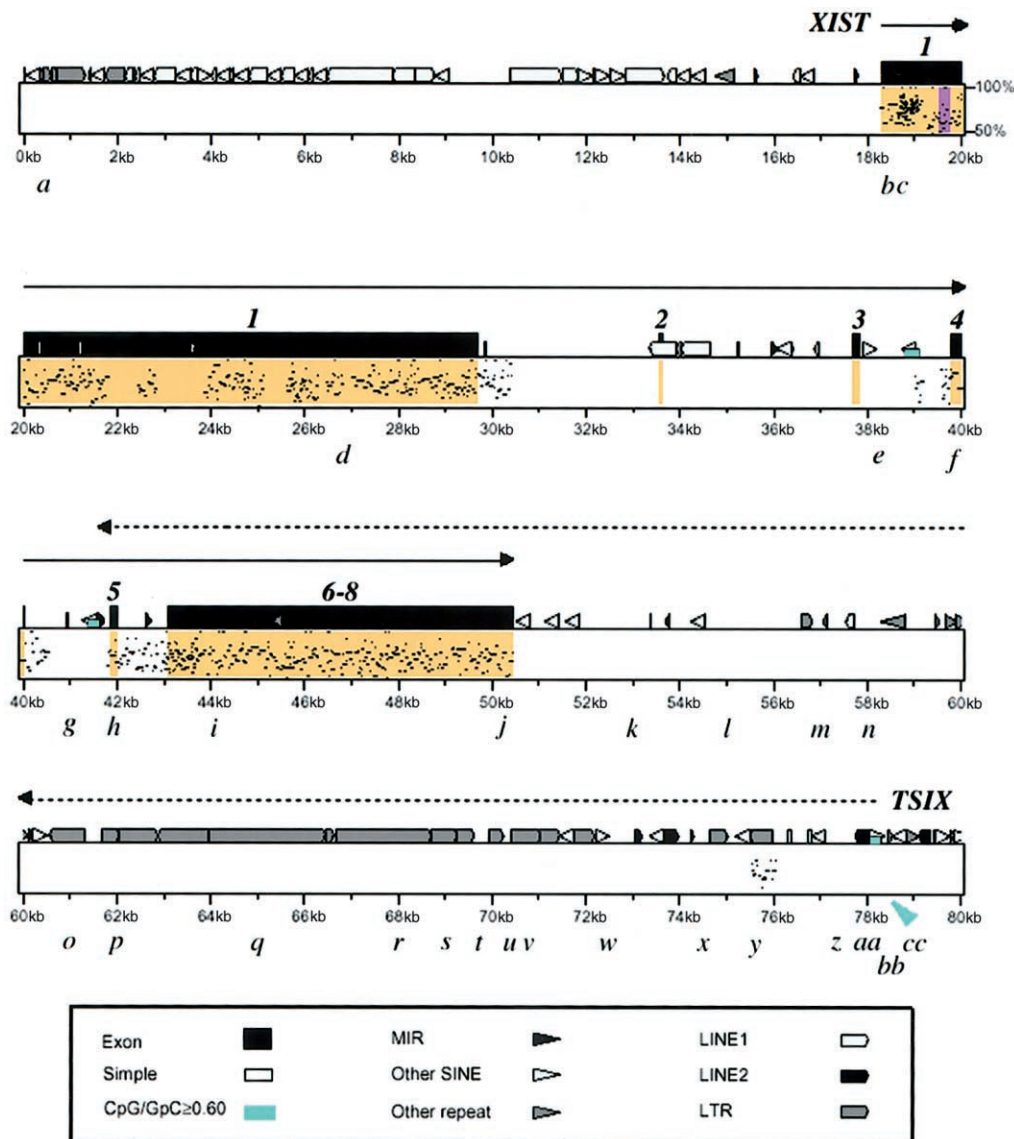 XIST
1
100%
50%
0kb 2kb 4kb 6kb 8kb 10kb 12kb 14kb 16kb 18kb 20kb
a bc
1 2 3 4
20kb 22kb 24kb 26kb 28kb 30kb 32kb 34kb 36kb 38kb 40kb
d e f
5 6-8
40kb 42kb 44kb 46kb 48kb 50kb 52kb 54kb 56kb 58kb 60kb
g h i j k l m n
TSIX
60kb 62kb 64kb 66kb 68kb 70kb 72kb 74kb 76kb 78kb 80kb
o p q r s t u v w x y z aa cc
bb
Exon MIR LINE1
Simple Other SINE LINE2
CpG/GpC≥0.60 Other repeat LTR